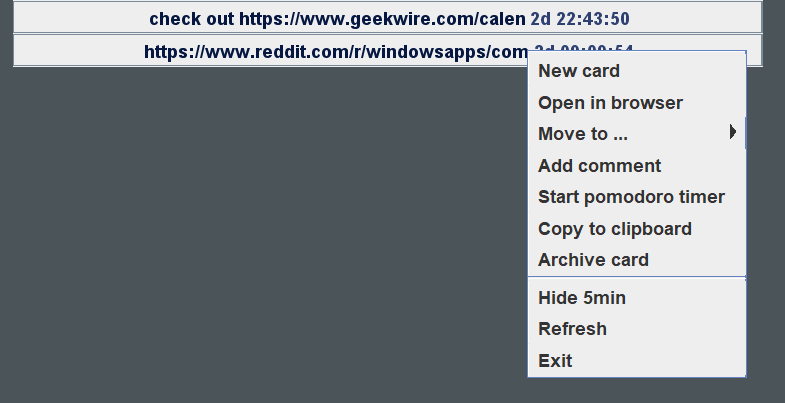 check out https://www.geekwire.com/calen 2d 22:43:50
https://www.reddit.com/r/windowsapps/com
New card
Open in browser
Move to ...
Add comment
Start pomodoro timer
Copy to clipboard
Archive card
Hide 5min
Refresh
Exit